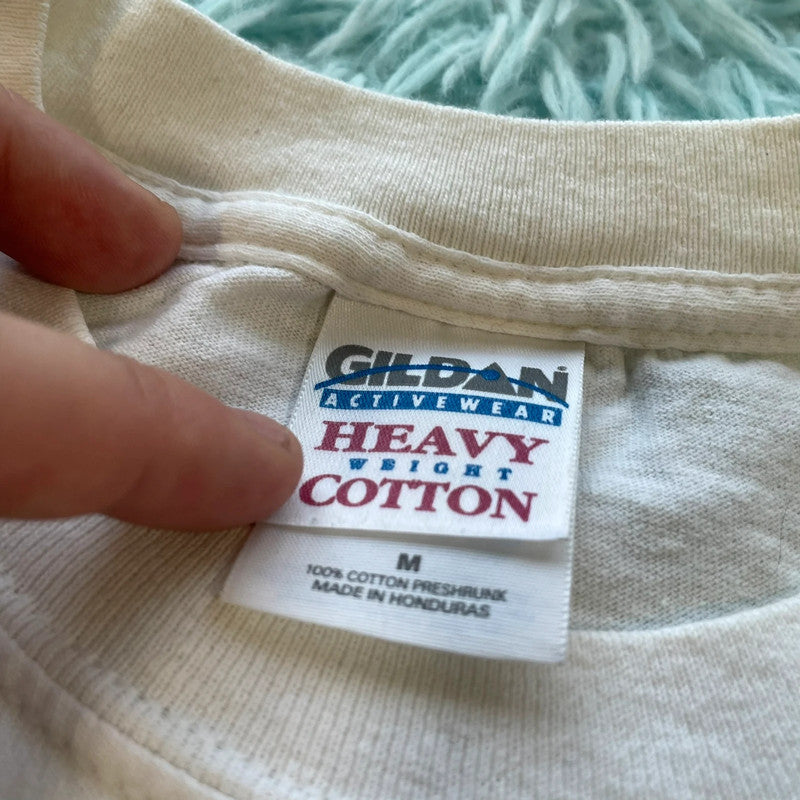 GILDAN
ACTIVEWEAR
HEAVY
WEIGHT
COTTON
M
100% COTTON PRESHRUNK
MADE IN HONDURAS